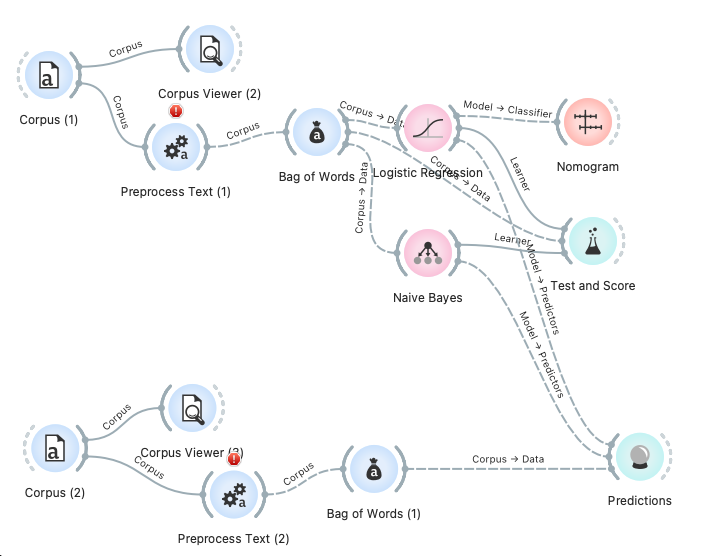 Corpus
Corpus Viewer (2)
Corpus (1)
Corpus
Preprocess Text (1)
Corpus
Bag of Words
Corpus → Data
Logistic Regression
Model → Classifier
Nomogram
Corpus → Data
Corpus → Data
Learner
Learner
Naive Bayes
Test and Score
Model → Predictors
Model → Predictors
Corpus
Corpus Viewer (3)
Corpus (2)
Corpus
Preprocess Text (2)
Corpus
Bag of Words (1)
Corpus → Data
Predictions